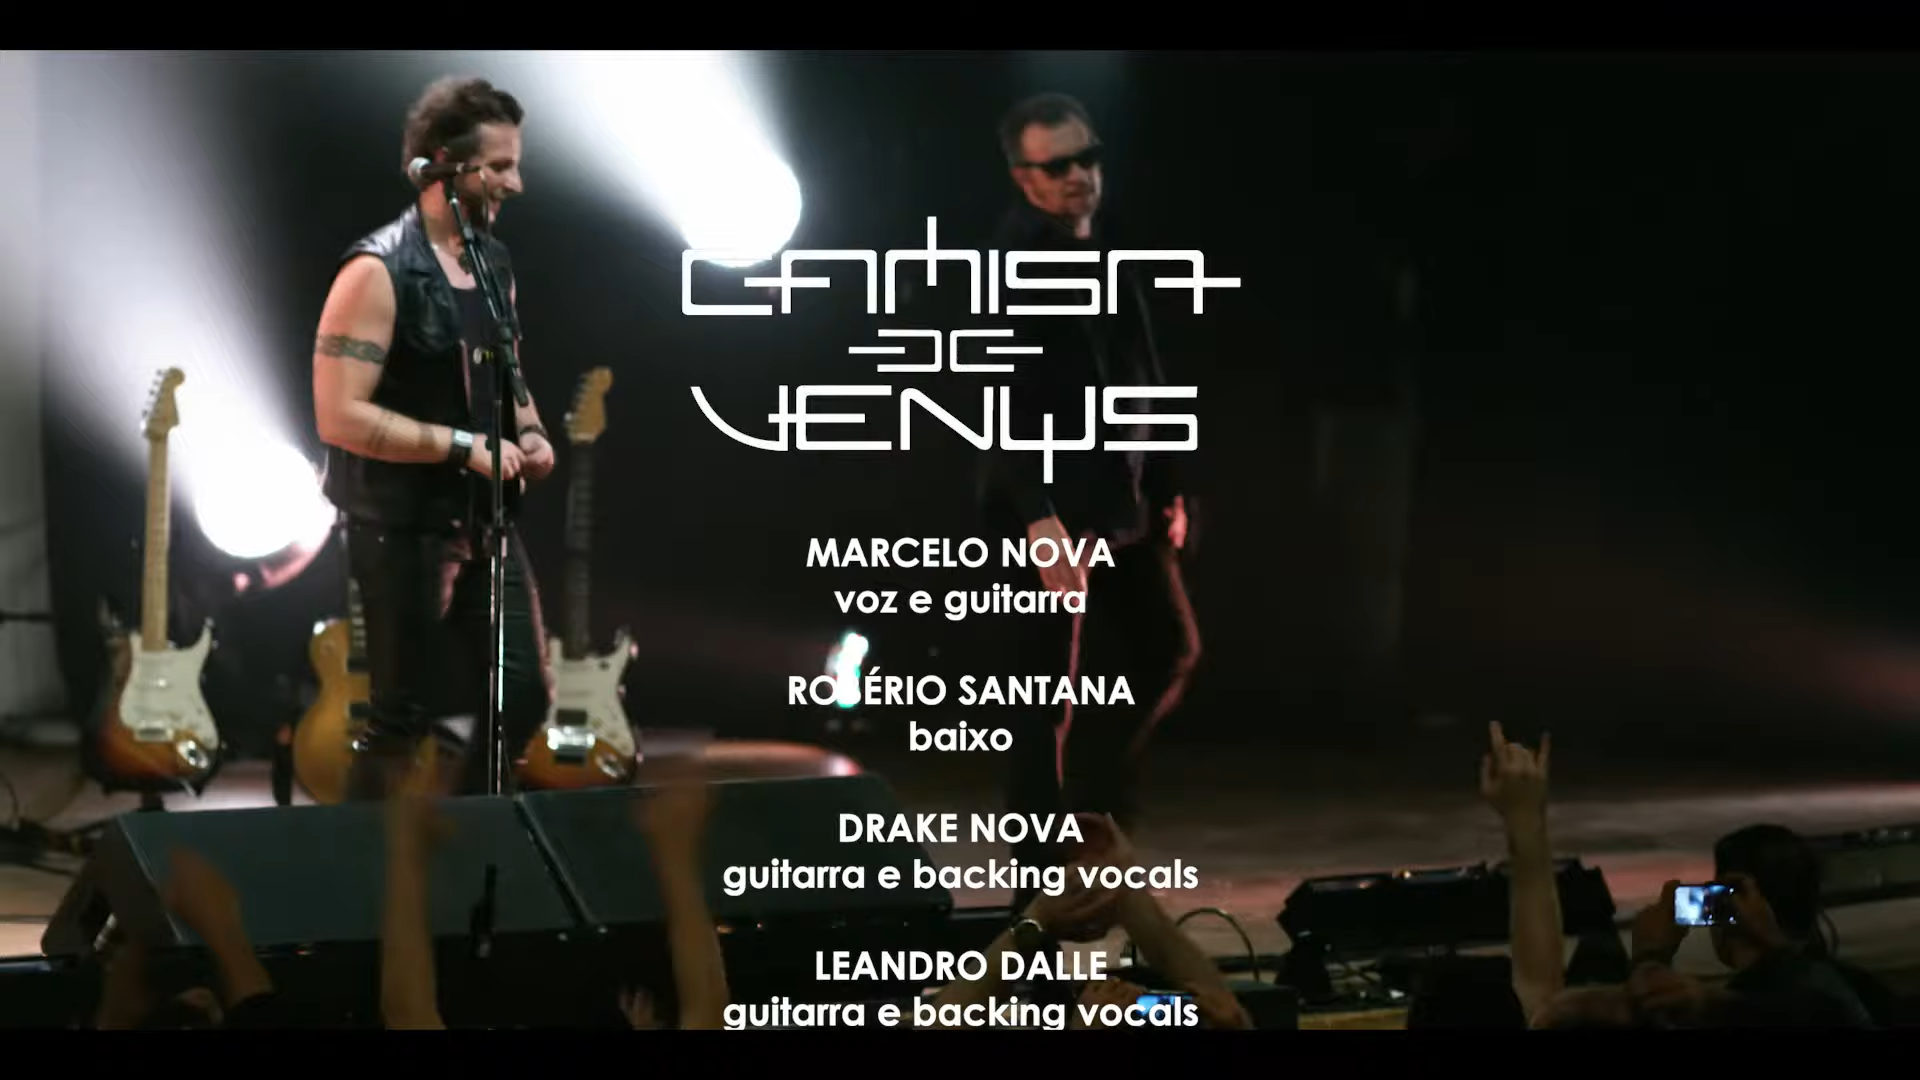 CAMISA
DE
VENUS
MARCELO NOVA
voz e guitarra
ROBÉRIO SANTANA
baixo
DRAKE NOVA
guitarra e backing vocals
LEANDRO DALLE
guitarra e backing vocals